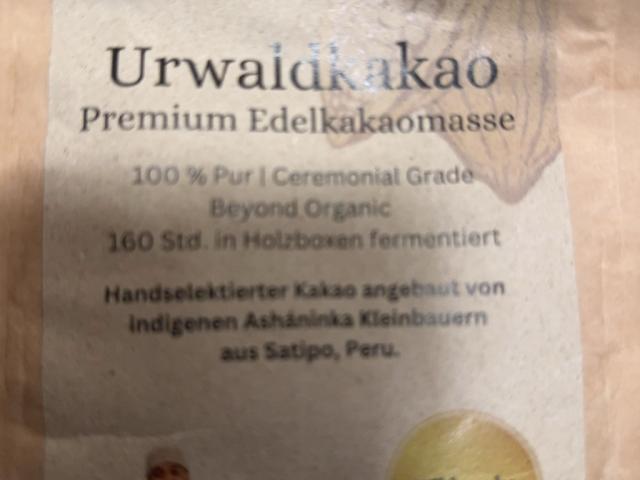 Urwaldkakao
Premium Edelkakaomasse
100 % Pur | Ceremonial Grade
Beyond Organic
160 Std. in Holzboxen fermentiert
Handselektierter Kakao angebaut von
indigenen Asháninka Kleinbauern
aus Satipo, Peru.